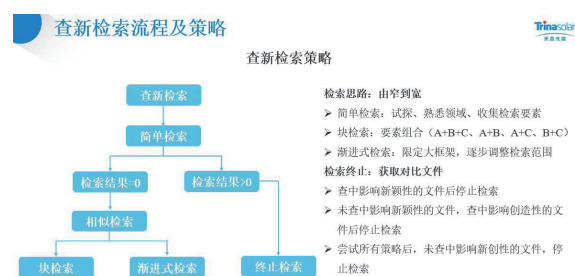 查新检索流程及策略
Trinasolar
天合光能
查新检索策略
查新检索
简单检索
检索结果=0
检索结果>0
相似检索
块检索
渐进式检索
终止检索
检索思路：由窄到宽
➤ 简单检索：试探、熟悉领域、收集检索要素
➤ 块检索：要素组合（A+B+C、A+B、A+C、B+C）
➤ 渐进式检索：限定大框架，逐步调整检索范围
检索终止：获取对比文件
➤ 查中影响新颖性的文件后停止检索
➤ 未查中影响新颖性的文件，查中影响创造性的文
件后停止检索
➤ 尝试所有策略后，未查中影响新创性的文件，停
止检索